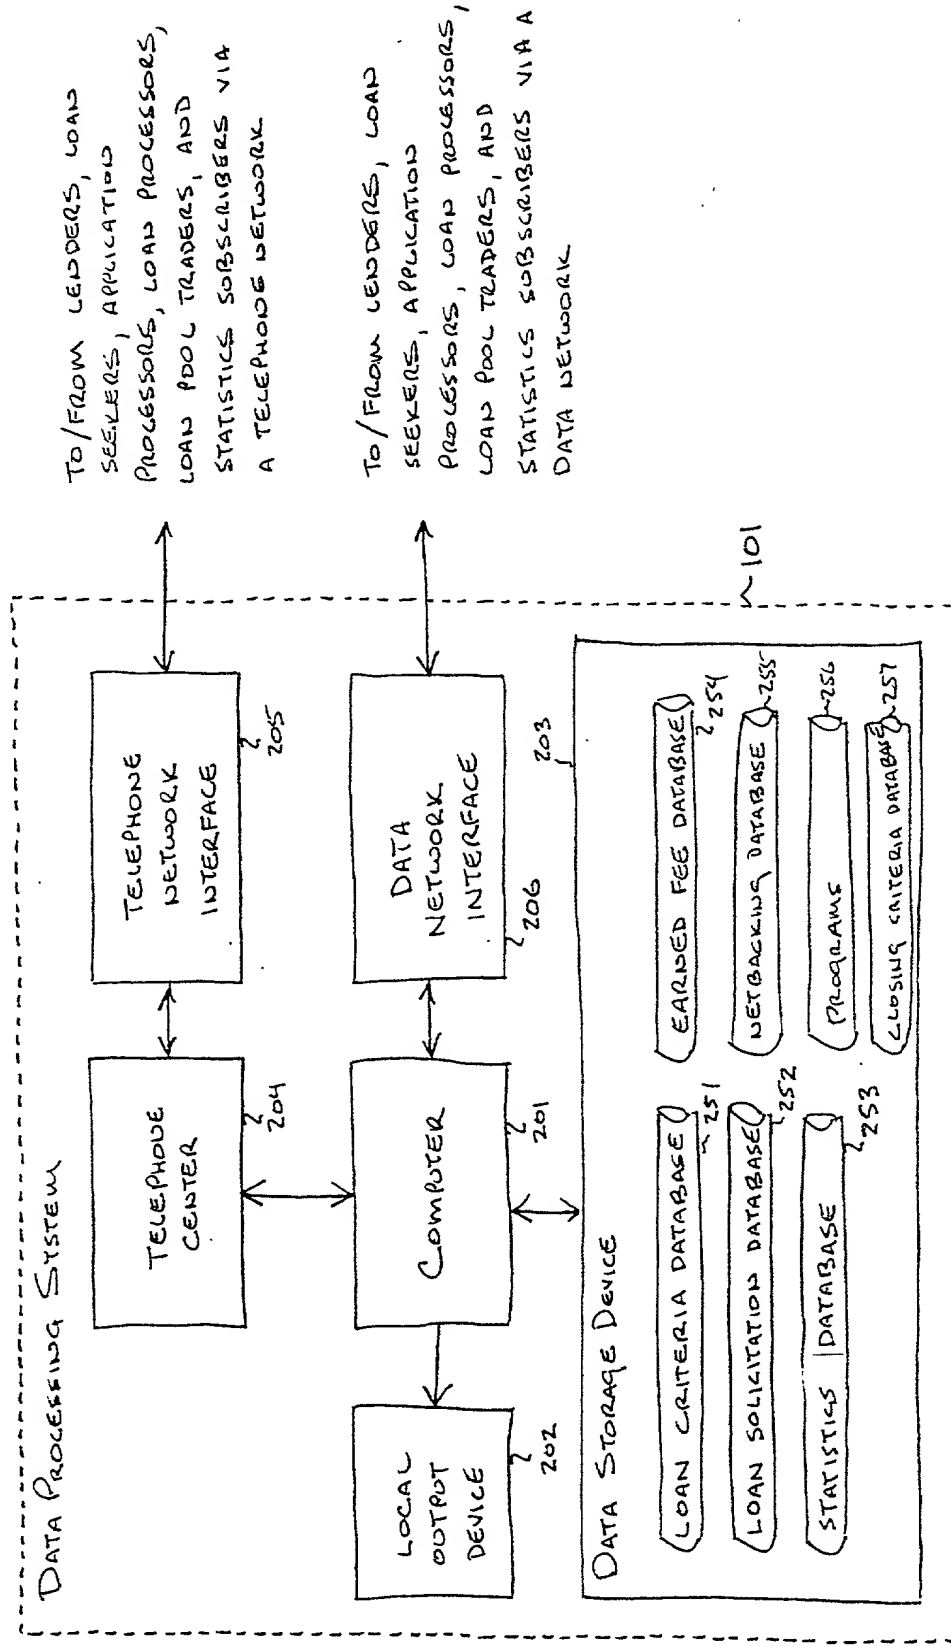 DATA PROCESSING SYSTEM
TELEPHONE
CENTER
204
TELEPHONE
NETWORK
INTERFACE
205
TO/FROM LENDERS, LOAN
SEEKERS, APPLICATION
PROCESSORS, LOAN PROCESSORS,
LOAN POOL TRADERS, AND
STATISTICS SUBSCRIBERS VIA
A TELEPHONE NETWORK
LOCAL
OUTPUT
DEVICE
202
COMPUTER
201
DATA
NETWORK
INTERFACE
206
TO/FROM LENDERS, LOAN
SEEKERS, APPLICATION
PROCESSORS, LOAN PROCESSORS,
LOAN POOL TRADERS, AND
STATISTICS SUBSCRIBERS VIA A
DATA NETWORK
203
101
DATA STORAGE DEVICE
LOAN CRITERIA DATABASE
251
LOAN SOLICITATION DATABASE
252
STATISTICS DATABASE
253
EARNED FEE DATABASE
254
NETBACKING DATABASE
255
PROGRAMS
256
CLOSING CRITERIA DATABASE
257